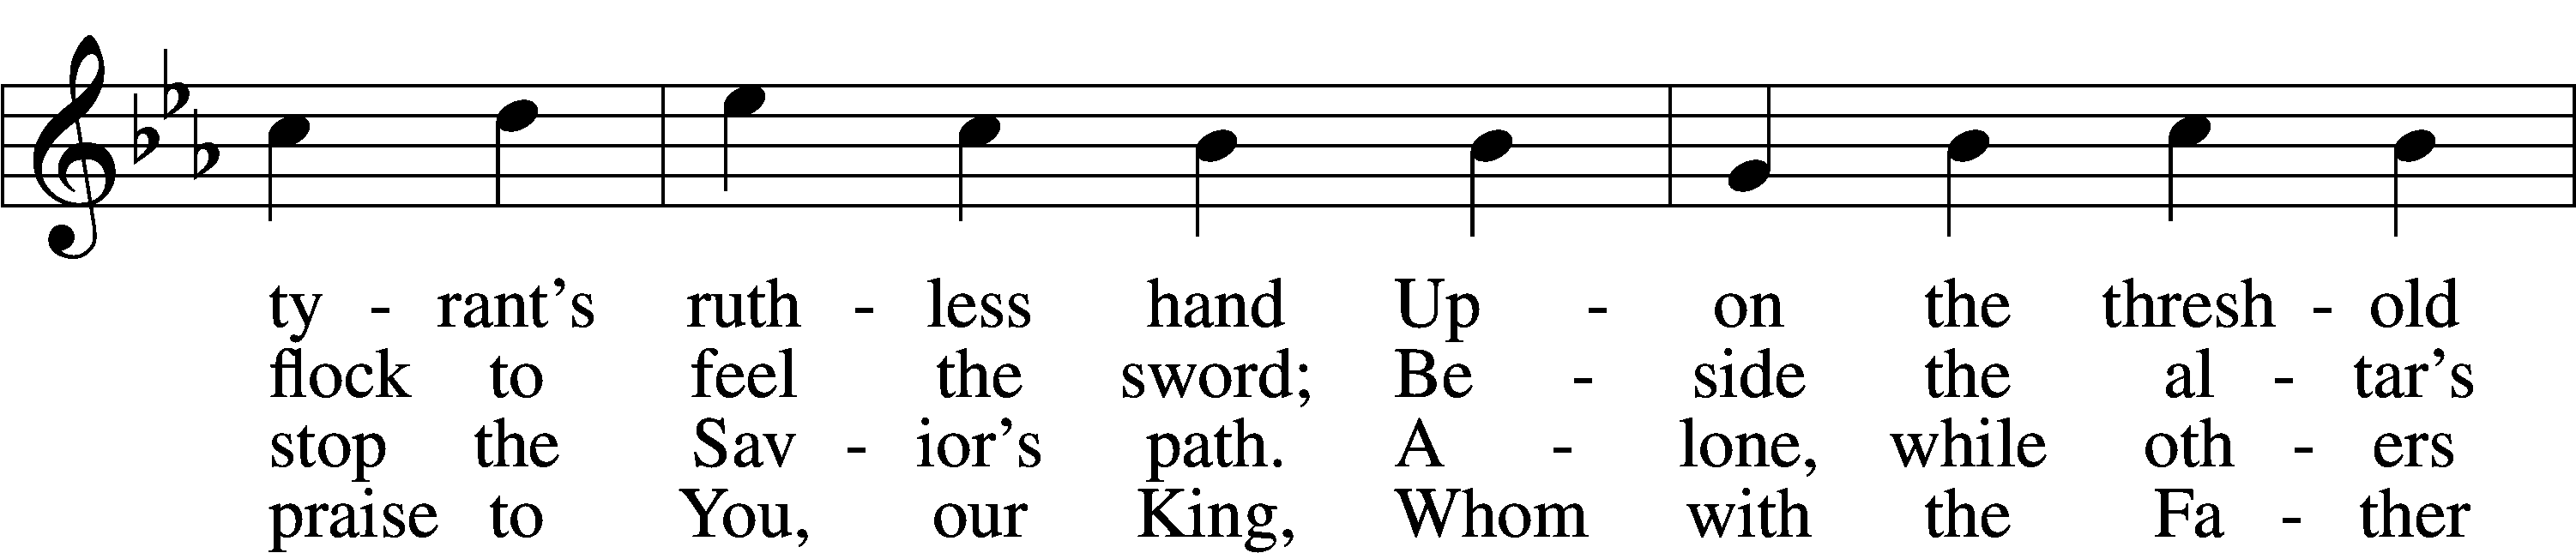 ty - rant's ruth - less hand Up - on the thresh - old
flock to feel the sword; Be - side the al - tar's
stop the Sav - ior's path. A - lone, while oth - ers
praise to You, our King, Whom with the Fa - ther